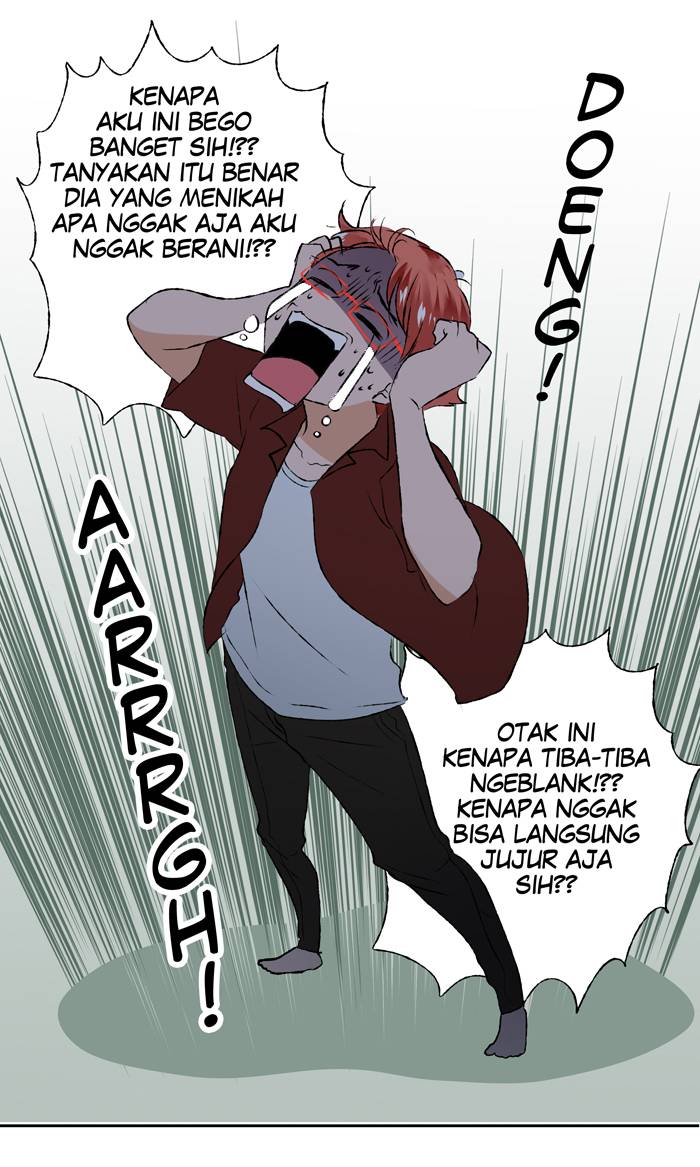 KENAPA
AKU INI BEGO
BANGET SIH!??
TANYAKAN ITU BENAR
DIA YANG MENIKAH
APA NGGAK AJA AKU
NGGAK BERANI!??
DOENG!
AARRRGH!
OTAK INI
KENAPA TIBA-TIBA
NGEBLANK!??
KENAPA NGGAK
BISA LANGSUNG
JUJUR AJA
SIH??